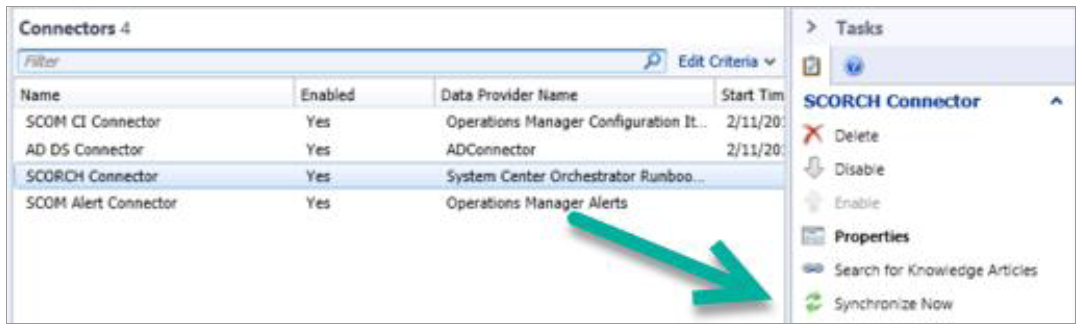 Connectors 4
Filter
Edit Criteria
Name Enabled Data Provider Name Start Tim
SCOM CI Connector Yes Operations Manager Configuration It... 2/11/20
AD DS Connector Yes ADConnector 2/11/20
SCORCH Connector Yes System Center Orchestrator Runboo...
SCOM Alert Connector Yes Operations Manager Alerts
Tasks
SCORCH Connector
Delete
Disable
Enable
Properties
Search for Knowledge Articles
Synchronize Now